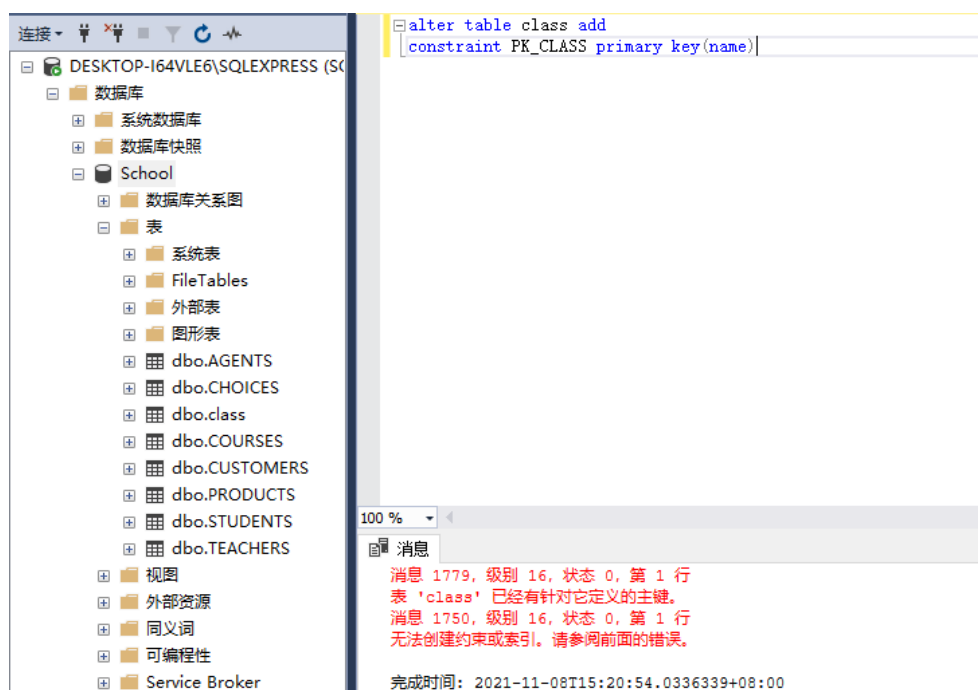 连接
DESKTOP-I64VLE6\SQLEXPRESS (SC
数据库
系统数据库
数据库快照
School
数据库关系图
表
系统表
FileTables
外部表
图形表
dbo.AGENTS
dbo.CHOICES
dbo.class
dbo.COURSES
dbo.CUSTOMERS
dbo.PRODUCTS
dbo.STUDENTS
dbo.TEACHERS
视图
外部资源
同义词
可编程性
Service Broker
alter table class add
constraint PK_CLASS primary key(name)
100 %
消息
消息 1779，级别 16，状态 0，第 1 行
表 'class' 已经有针对它定义的主键。
消息 1750，级别 16，状态 0，第 1 行
无法创建约束或索引。请参阅前面的错误。
完成时间: 2021-11-08T15:20:54.0336339+08:00